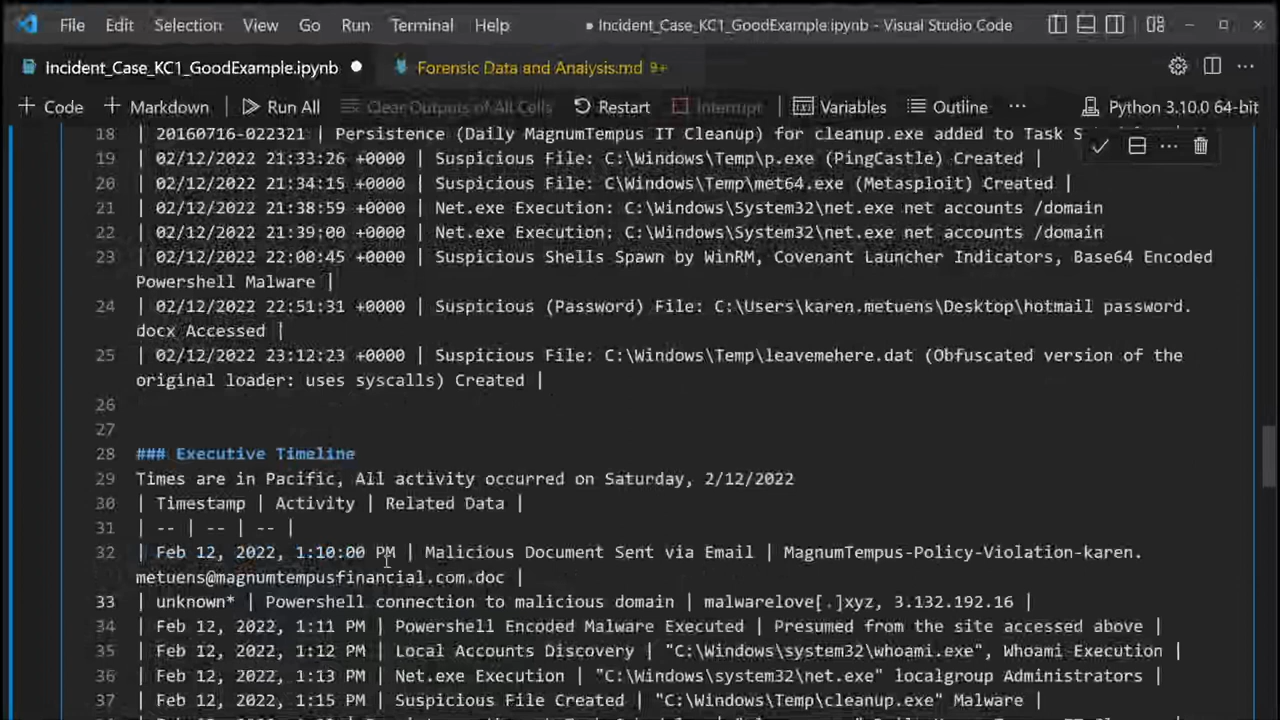 File Edit Selection View Go Run Terminal Help ● Incident_Case_KC1_GoodExample.ipynb - Visual Studio Code
Incident_Case_KC1_GoodExample.ipynb ● Forensic Data and Analysis.md 9+
+ Code + Markdown Run All Clear Outputs of All Cells Restart Interrupt Variables Outline ... Python 3.10.0 64-bit
18 | 20160716-022321 | Persistence (Daily MagnumTempus IT Cleanup) for cleanup.exe added to Task
19 | 02/12/2022 21:33:26 +0000 | Suspicious File: C:\Windows\Temp\p.exe (PingCastle) Created |
20 | 02/12/2022 21:34:15 +0000 | Suspicious File: C\Windows\Temp\met64.exe (Metasploit) Created |
21 | 02/12/2022 21:38:59 +0000 | Net.exe Execution: C:\Windows\System32\net.exe net accounts /domain
22 | 02/12/2022 21:39:00 +0000 | Net.exe Execution: C:\Windows\System32\net.exe net accounts /domain
23 | 02/12/2022 22:00:45 +0000 | Suspicious Shells Spawn by WinRM, Covenant Launcher Indicators, Base64 Encoded
Powershell Malware |
24 | 02/12/2022 22:51:31 +0000 | Suspicious (Password) File: C:\Users\karen.metuens\Desktop\hotmail password.
docx Accessed |
25 | 02/12/2022 23:12:23 +0000 | Suspicious File: C:\Windows\Temp\leavemehere.dat (Obfuscated version of the
original loader: uses syscalls) Created |
26
27
28 ### Executive Timeline
29 Times are in Pacific, All activity occurred on Saturday, 2/12/2022
30 | Timestamp | Activity | Related Data |
31 | -- | -- | -- |
32 | Feb 12, 2022, 1:10:00 PM | Malicious Document Sent via Email | MagnumTempus-Policy-Violation-karen.
metuens@magnumtempusfinancial.com.doc |
33 | unknown* | Powershell connection to malicious domain | malwarelove[.]xyz, 3.132.192.16 |
34 | Feb 12, 2022, 1:11 PM | Powershell Encoded Malware Executed | Presumed from the site accessed above |
35 | Feb 12, 2022, 1:12 PM | Local Accounts Discovery | "C:\Windows\system32\whoami.exe", Whoami Execution |
36 | Feb 12, 2022, 1:13 PM | Net.exe Execution | "C:\Windows\system32\net.exe" localgroup Administrators |
37 | Feb 12, 2022, 1:15 PM | Suspicious File Created | "C:\Windows\Temp\cleanup.exe" Malware |